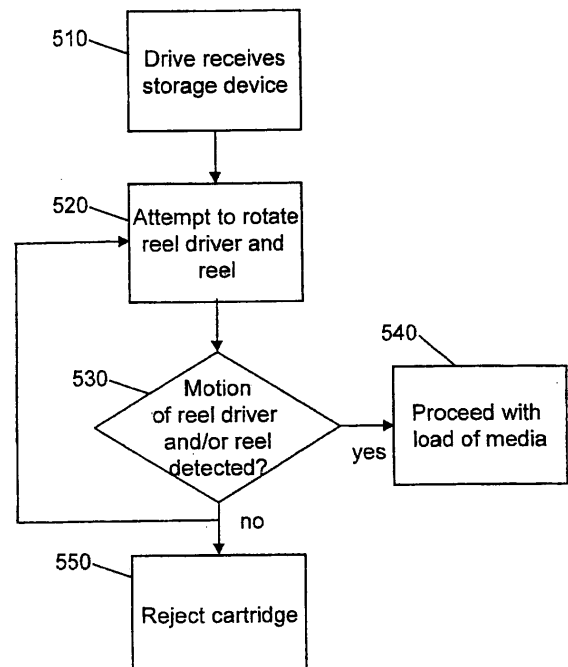 510
Drive receives
storage device
520
Attempt to rotate
reel driver and
reel
530
Motion
of reel driver
and/or reel
detected?
yes
540
Proceed with
load of media
no
550
Reject cartridge